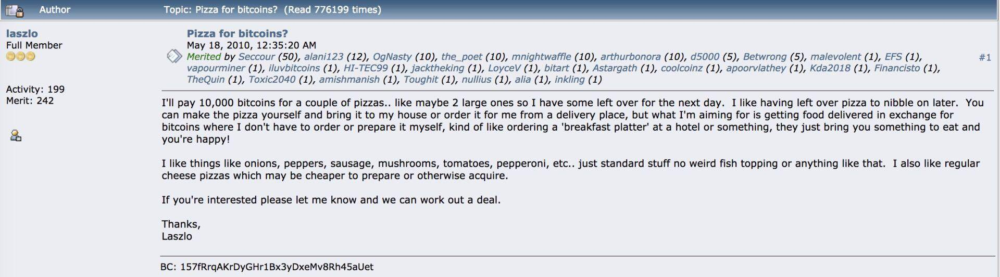 Author Topic: Pizza for bitcoins? (Read 776199 times)
laszlo
Full Member
Activity: 199
Merit: 242
Pizza for bitcoins?
May 18, 2010, 12:35:20 AM
Merited by Seccour (50), alani123 (12), OgNasty (10), the_poet (10), mnightwaffle (10), arthurbonora (10), d5000 (5), Betwrong (5), malevolent (1), EFS (1),
vapourminer (1), iluvbitcoins (1), HI-TEC99 (1), jacktheking (1), LoyceV (1), bitart (1), Astargath (1), coolcoinz (1), apoorvlathey (1), Kda2018 (1), Financisto (1),
TheQuin (1), Toxic2040 (1), amishmanish (1), Toughit (1), nullius (1), alia (1), inkling (1)
#1
I'll pay 10,000 bitcoins for a couple of pizzas.. like maybe 2 large ones so I have some left over for the next day. I like having left over pizza to nibble on later. You
can make the pizza yourself and bring it to my house or order it for me from a delivery place, but what I'm aiming for is getting food delivered in exchange for
bitcoins where I don't have to order or prepare it myself, kind of like ordering a 'breakfast platter' at a hotel or something, they just bring you something to eat and
you're happy!
I like things like onions, peppers, sausage, mushrooms, tomatoes, pepperoni, etc.. just standard stuff no weird fish topping or anything like that. I also like regular
cheese pizzas which may be cheaper to prepare or otherwise acquire.
If you're interested please let me know and we can work out a deal.
Thanks,
Laszlo
BC: 157fRrqAKrDyGHr1Bx3yDxeMv8Rh45aUet